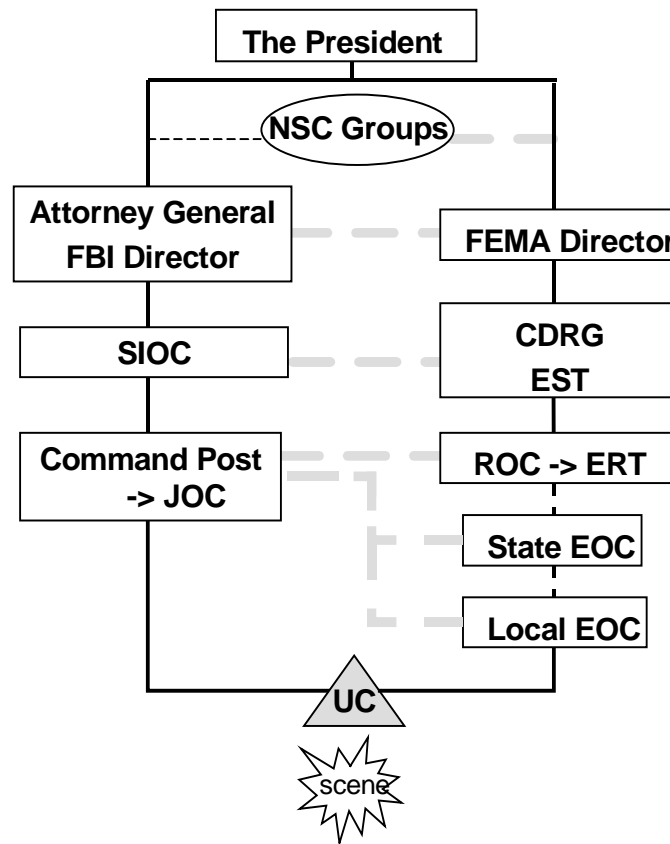 The President
NSC Groups
Attorney General
FBI Director
FEMA Director
SIOC
CDRG
EST
Command Post
-> JOC
ROC -> ERT
State EOC
Local EOC
UC
scene